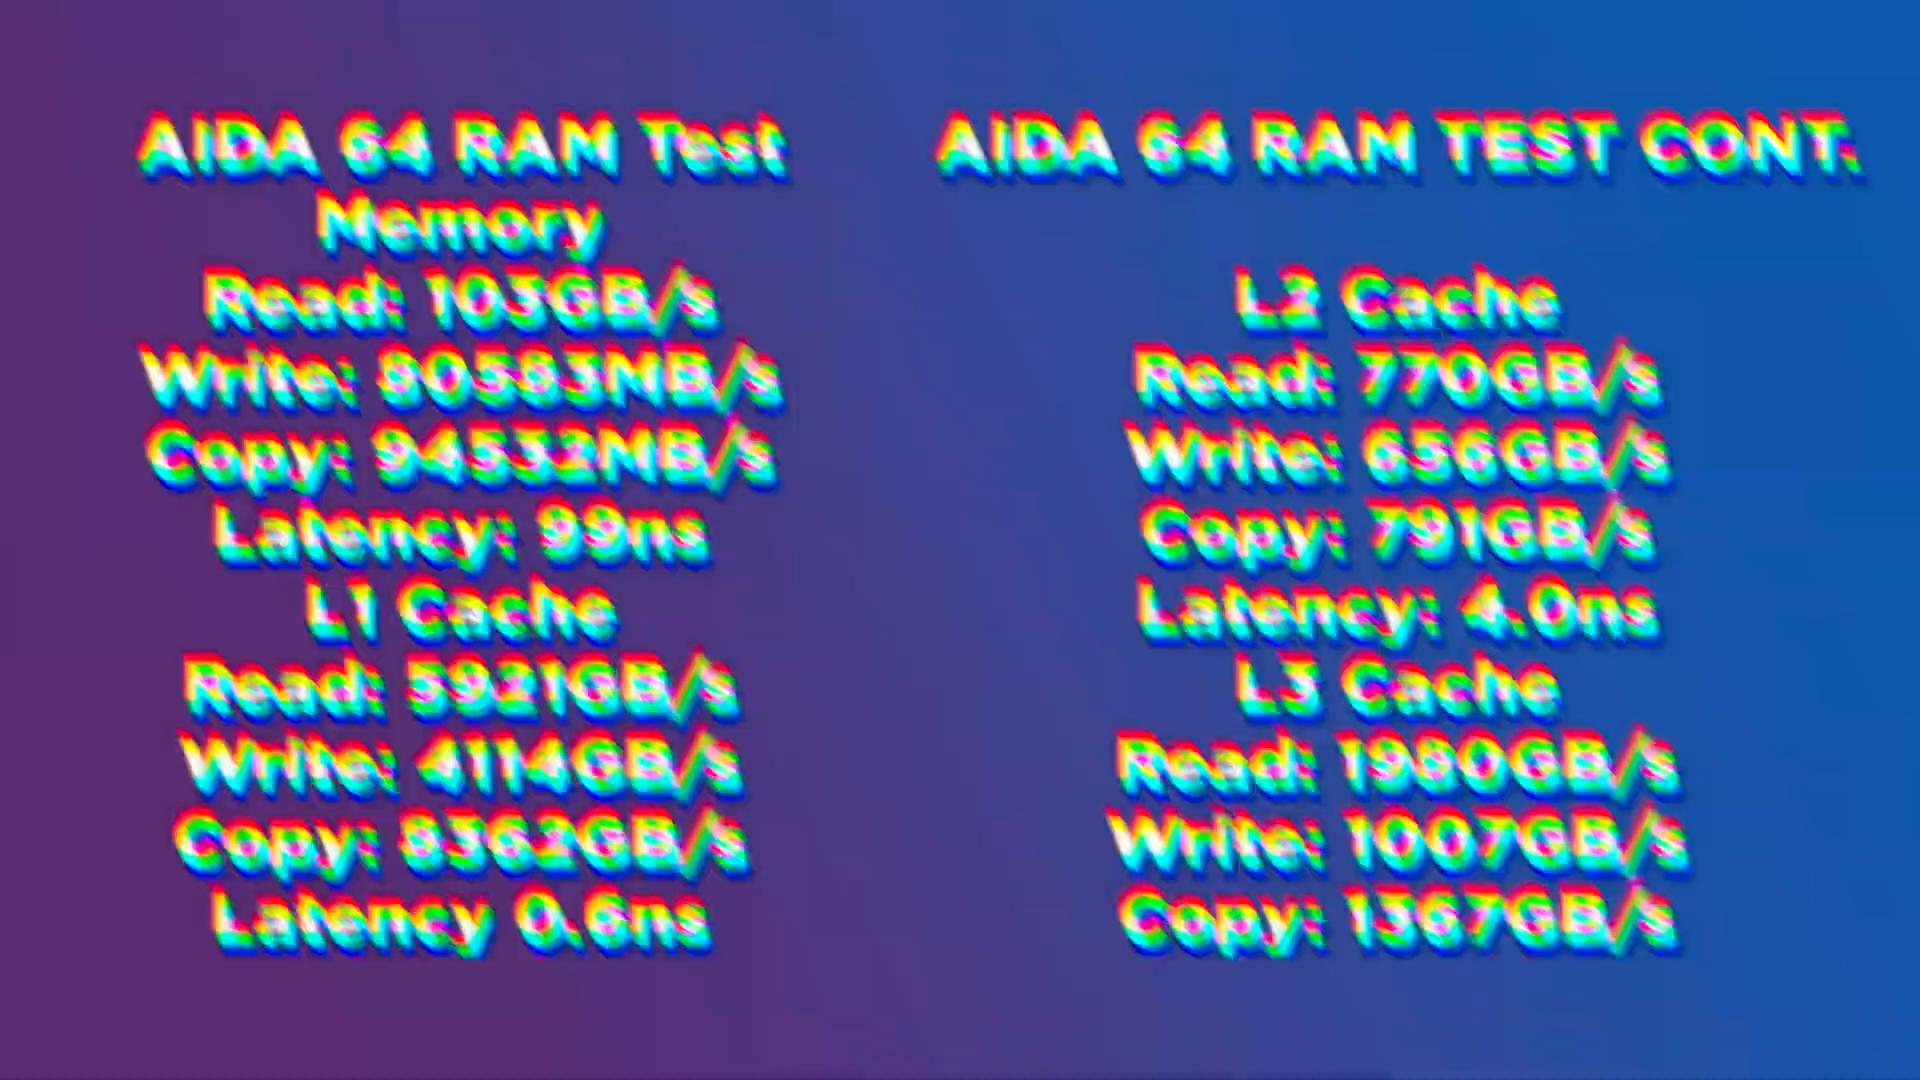 AIDA 64 RAM Test
Memory
Read: 103GB/s
Write: 80583MB/s
Copy: 94532MB/s
Latency: 99ns
L1 Cache
Read: 5921GB/s
Write: 4114GB/s
Copy: 8362GB/s
Latency 0.6ns
AIDA 64 RAM TEST CONT.
L2 Cache
Read: 770GB/s
Write: 656GB/s
Copy: 791GB/s
Latency: 4.0ns
L3 Cache
Read: 1980GB/s
Write: 1007GB/s
Copy: 1367GB/s